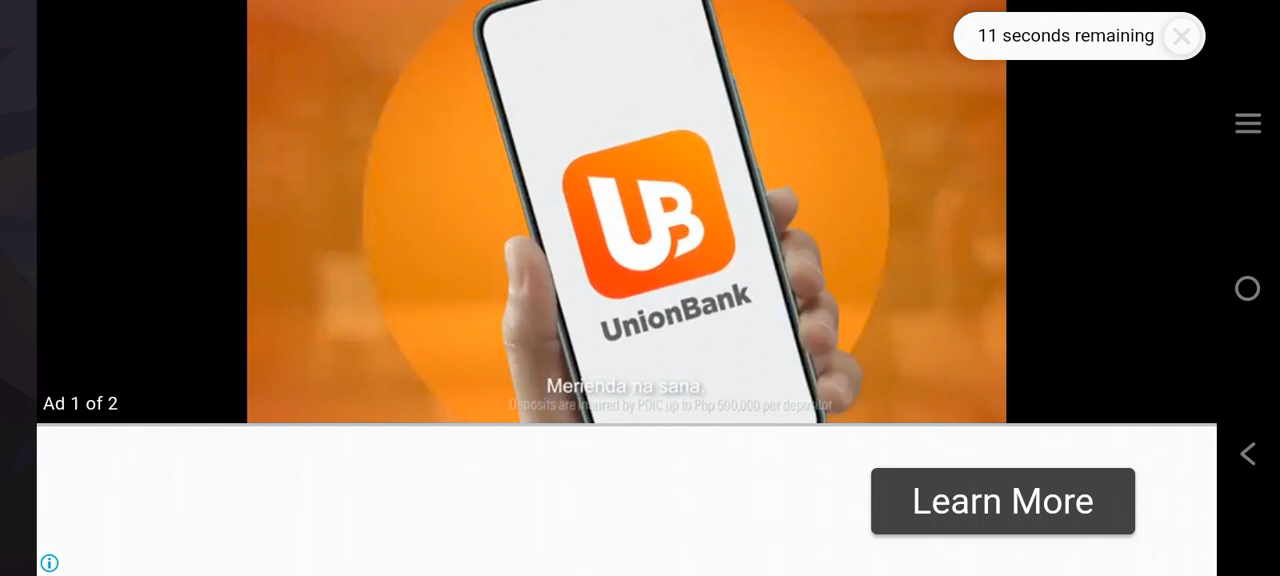 11 seconds remaining
UB
UnionBank
Merienda na sana.
Deposits are insured by PDIC up to Php 500,000 per depositor
Ad 1 of 2
Learn More